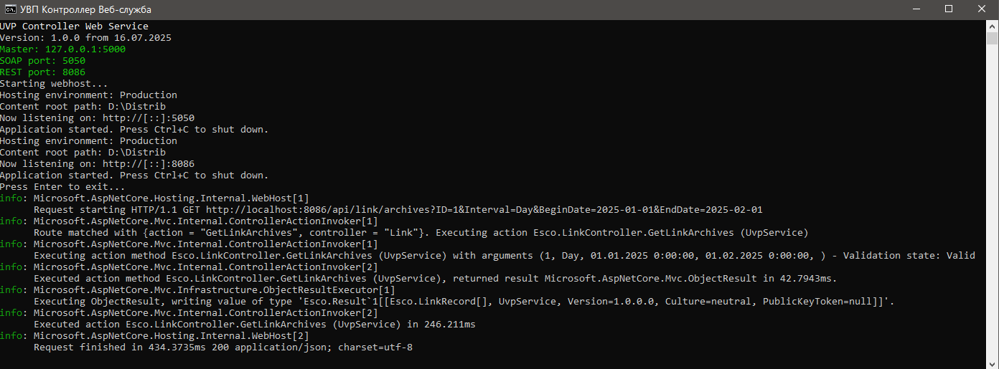 УВП Контроллер Веб-служба
UVP Controller Web Service
Version: 1.0.0 from 16.07.2025
Master: 127.0.0.1:5000
SOAP port: 5050
REST port: 8086
Starting webhost...
Hosting environment: Production
Content root path: D:\Distrib
Now listening on: http://[::]:5050
Application started. Press Ctrl+C to shut down.
Hosting environment: Production
Content root path: D:\Distrib
Now listening on: http://[::]:8086
Application started. Press Ctrl+C to shut down.
Press Enter to exit...
info: Microsoft.AspNetCore.Hosting.Internal.WebHost[1]
Request starting HTTP/1.1 GET http://localhost:8086/api/link/archives?ID=1&Interval=Day&BeginDate=2025-01-01&EndDate=2025-02-01
info: Microsoft.AspNetCore.Mvc.Internal.ControllerActionInvoker[1]
Route matched with {action = "GetLinkArchives", controller = "Link"}. Executing action Esco.LinkController.GetLinkArchives (UvpService)
info: Microsoft.AspNetCore.Mvc.Internal.ControllerActionInvoker[1]
Executing action method Esco.LinkController.GetLinkArchives (UvpService) with arguments (1, Day, 01.01.2025 0:00:00, 01.02.2025 0:00:00, ) - Validation state: Valid
info: Microsoft.AspNetCore.Mvc.Internal.ControllerActionInvoker[2]
Executed action method Esco.LinkController.GetLinkArchives (UvpService), returned result Microsoft.AspNetCore.Mvc.ObjectResult in 42.7943ms.
info: Microsoft.AspNetCore.Mvc.Infrastructure.ObjectResultExecutor[1]
Executing ObjectResult, writing value of type 'Esco.Result`1[[Esco.LinkRecord[], UvpService, Version=1.0.0.0, Culture=neutral, PublicKeyToken=null]]'.
info: Microsoft.AspNetCore.Mvc.Internal.ControllerActionInvoker[2]
Executed action Esco.LinkController.GetLinkArchives (UvpService) in 246.211ms
info: Microsoft.AspNetCore.Hosting.Internal.WebHost[2]
Request finished in 434.3735ms 200 application/json; charset=utf-8